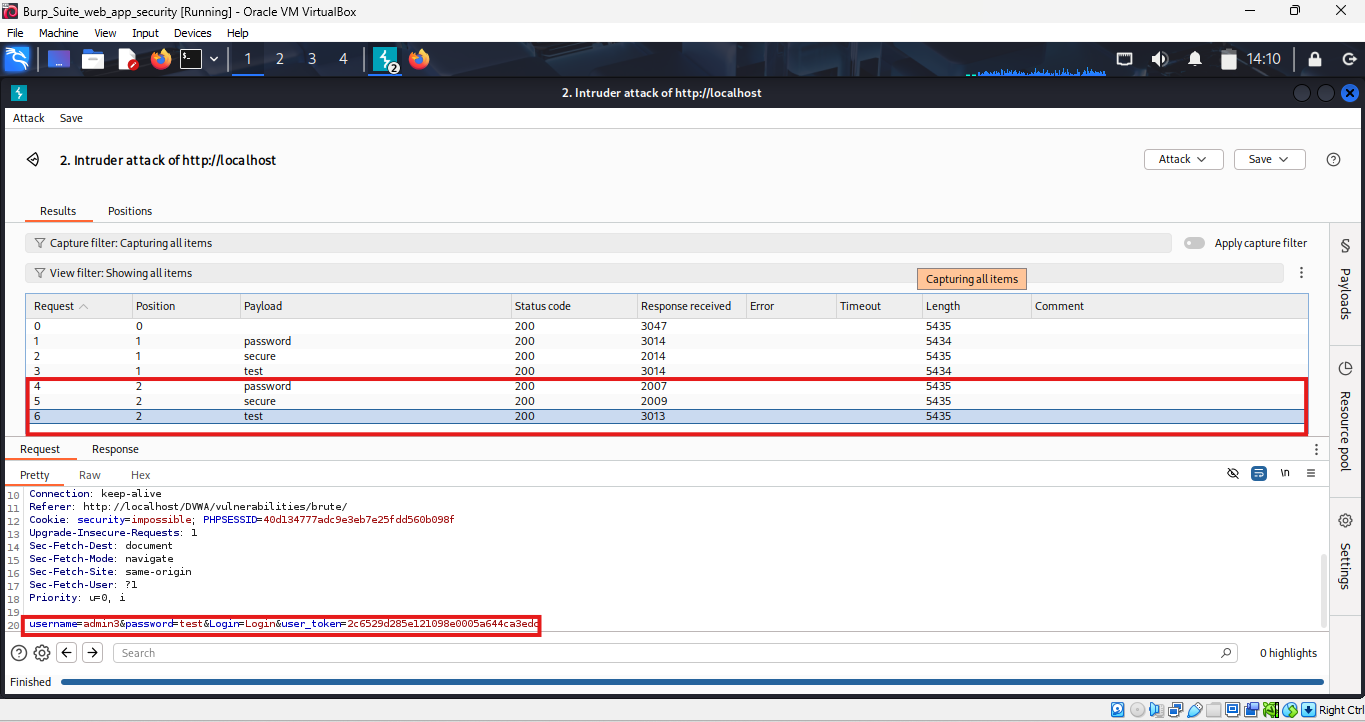 Burp_Suite_web_app_security [Running] - Oracle VM VirtualBox
File Machine View Input Devices Help
1 2 3 4 2 14:10
2. Intruder attack of http://localhost
Attack Save
2. Intruder attack of http://localhost Attack Save
Results Positions
Capture filter: Capturing all items Apply capture filter
View filter: Showing all items Capturing all items
Request Position Payload Status code Response received Error Timeout Length Comment
0 0 200 3047 5435
1 1 password 200 3014 5434
2 1 secure 200 2014 5435
3 1 test 200 3014 5434
4 2 password 200 2007 5435
5 2 secure 200 2009 5435
6 2 test 200 3013 5435
Payloads
Resource pool
Settings
Request Response
Pretty Raw Hex \n
10 Connection: keep-alive
11 Referer: http://localhost/DVWA/vulnerabilities/brute/
12 Cookie: security=impossible; PHPSESSID=40d134777adc9e3eb7e25fdd560b098f
13 Upgrade-Insecure-Requests: 1
14 Sec-Fetch-Dest: document
15 Sec-Fetch-Mode: navigate
16 Sec-Fetch-Site: same-origin
17 Sec-Fetch-User: ?1
18 Priority: u=0, i
19
20 username=admin3&password=test&Login=Login&user_token=2c6529d285e121098e0005a644ca3edc
Search 0 highlights
Finished
Right Ctrl